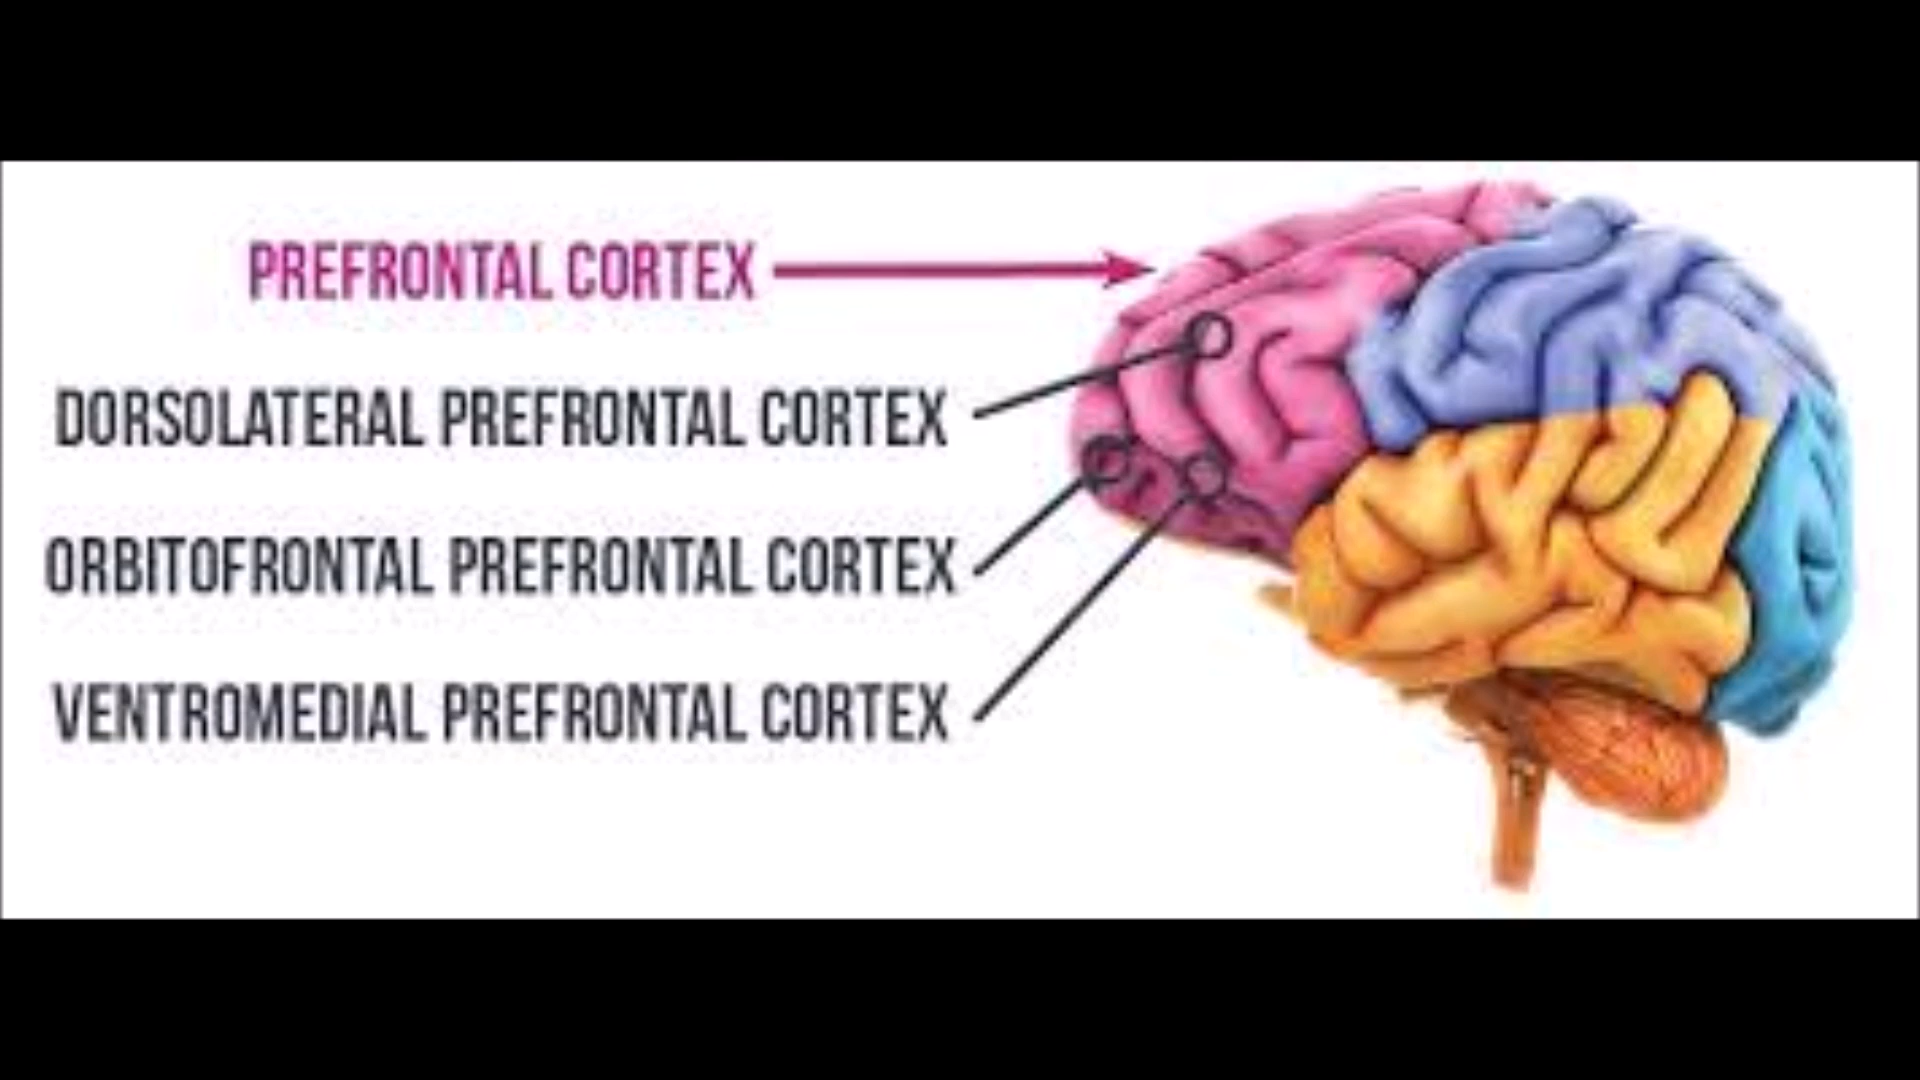 PREFRONTAL CORTEX
DORSOLATERAL PREFRONTAL CORTEX
ORBITOFRONTAL PREFRONTAL CORTEX
VENTROMEDIAL PREFRONTAL CORTEX